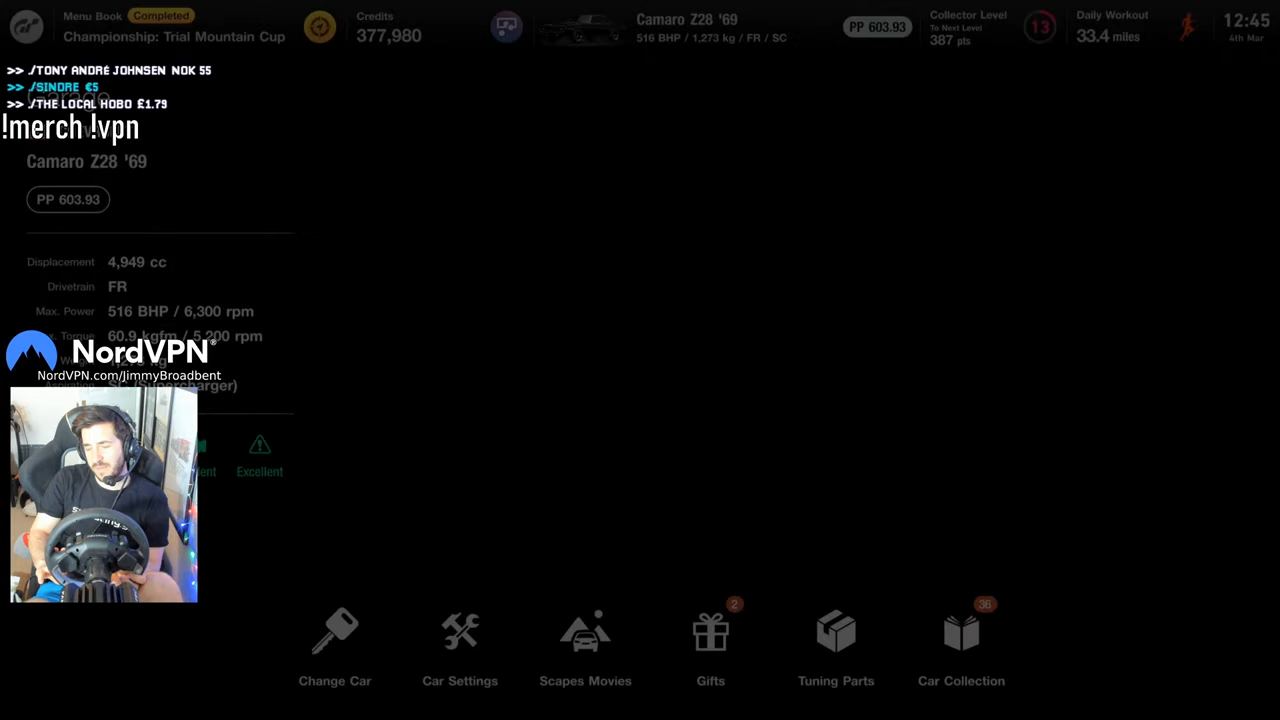 Menu Book Completed
Championship: Trial Mountain Cup
Credits
377,980
Camaro Z28 '69
516 BHP / 1,273 kg / FR / SC
PP 603.93
Collector Level
To Next Level
387 pts
13
Daily Workout
33.4 miles
12:45
4th Mar
>> ./TONY ANDRÉ JOHNSEN NOK 55
>> ./SINDRE €5
>> ./THE LOCAL HOBO £1.79
Garage
!merch !vpn
Camaro Z28 '69
PP 603.93
Displacement 4,949 cc
Drivetrain FR
Max. Power 516 BHP / 6,300 rpm
Torque 60.9 kgfm / 5,200 rpm
NordVPN®
NordVPN.com/JimmyBroadbent
Aspiration SC (Supercharger)
Excellent
2
36
Change Car
Car Settings
Scapes Movies
Gifts
Tuning Parts
Car Collection